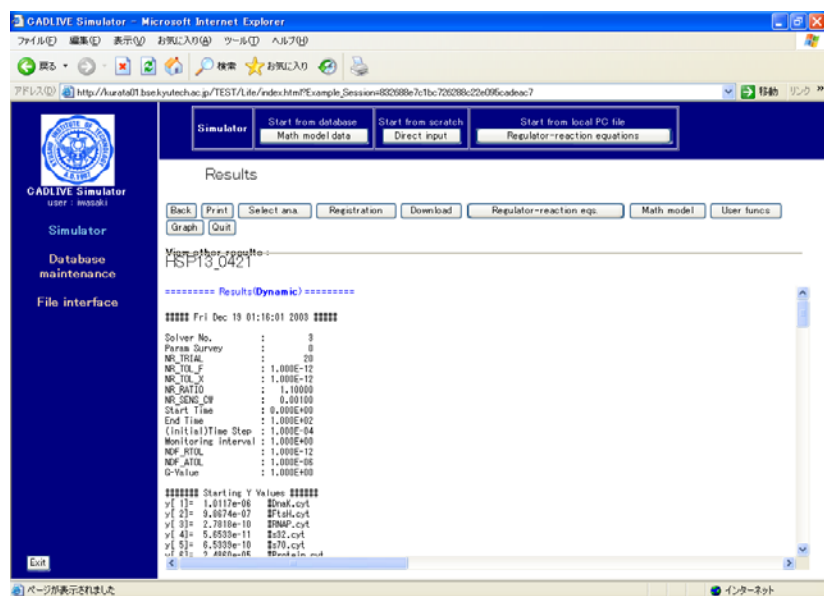 CADLIVE Simulator - Microsoft Internet Explorer
ファイル(F) 編集(E) 表示(V) お気に入り(A) ツール(T) ヘルプ(H)
戻る 検索 お気に入り
アドレス(D) http://kurata01.bse.kyutech.ac.jp/TEST/Life/index.html?Example_Session=832688e7c1bc726288c22e095cadeac7 移動 リンク »
Simulator
Start from database
Math model data
Start from scratch
Direct input
Start from local PC file
Regulator-reaction equations
CADLIVE Simulator
user : iwasaki
Simulator
Database
maintenance
File interface
Exit
Results
Back Print Select ana. Registration Download Regulator-reaction eqs. Math model User funcs
Graph Quit
View other results :
HSP13_0421
========= Results(Dynamic) =========
##### Fri Dec 19 01:16:01 2003 #####
Solver No. : 3
Param Survey : 0
NR_TRIAL : 20
NR_TOL_F : 1.000E-12
NR_TOL_X : 1.000E-12
NR_RATIO : 1.10000
NR_SENS_CW : 0.00100
Start Time : 0.000E+00
End Time : 1.000E+02
(initial)Time Step : 1.000E-04
Monitoring interval : 1.000E+00
NDF_RTOL : 1.000E-12
NDF_ATOL : 1.000E-06
G-Value : 1.000E+00
####### Starting Y Values ######
y[ 1]= 1.0117e-06 #DnaK.cyt
y[ 2]= 9.8674e-07 #FtsH.cyt
y[ 3]= 2.7818e-10 #RNAP.cyt
y[ 4]= 5.6533e-11 #s32.cyt
y[ 5]= 6.5339e-10 #s70.cyt
y[ 6]= 2.4860e-05 #Protein.cyt
ページが表示されました インターネット